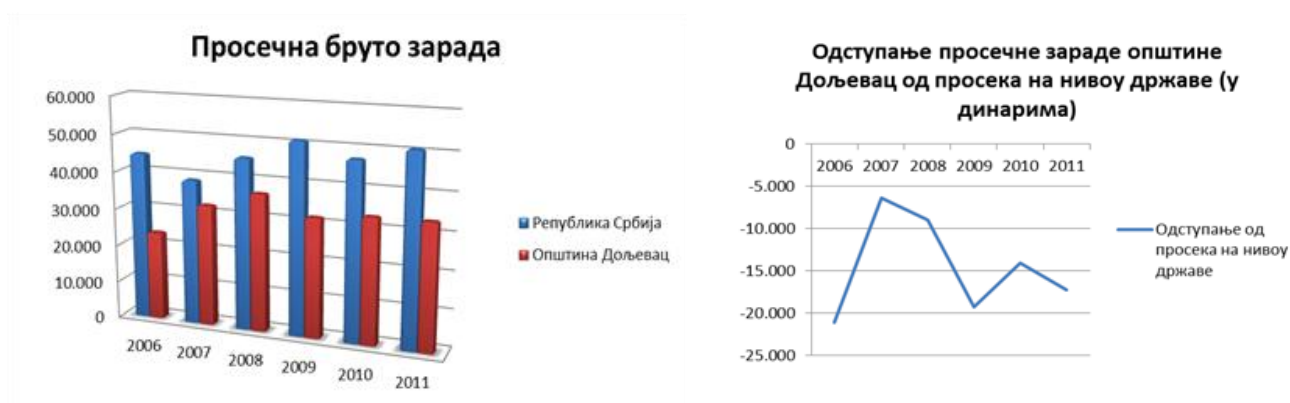 Просечна бруто зарада
60.000
50.000
40.000
30.000
20.000
10.000
0
2006 2007 2008 2009 2010 2011
Република Србија
Општина Дољевац
Одступање просечне зараде општине
Дољевац од просека на нивоу државе (у
динарима)
0
2006 2007 2008 2009 2010 2011
-5.000
-10.000
-15.000
-20.000
-25.000
Одступање од
просека на нивоу
државе